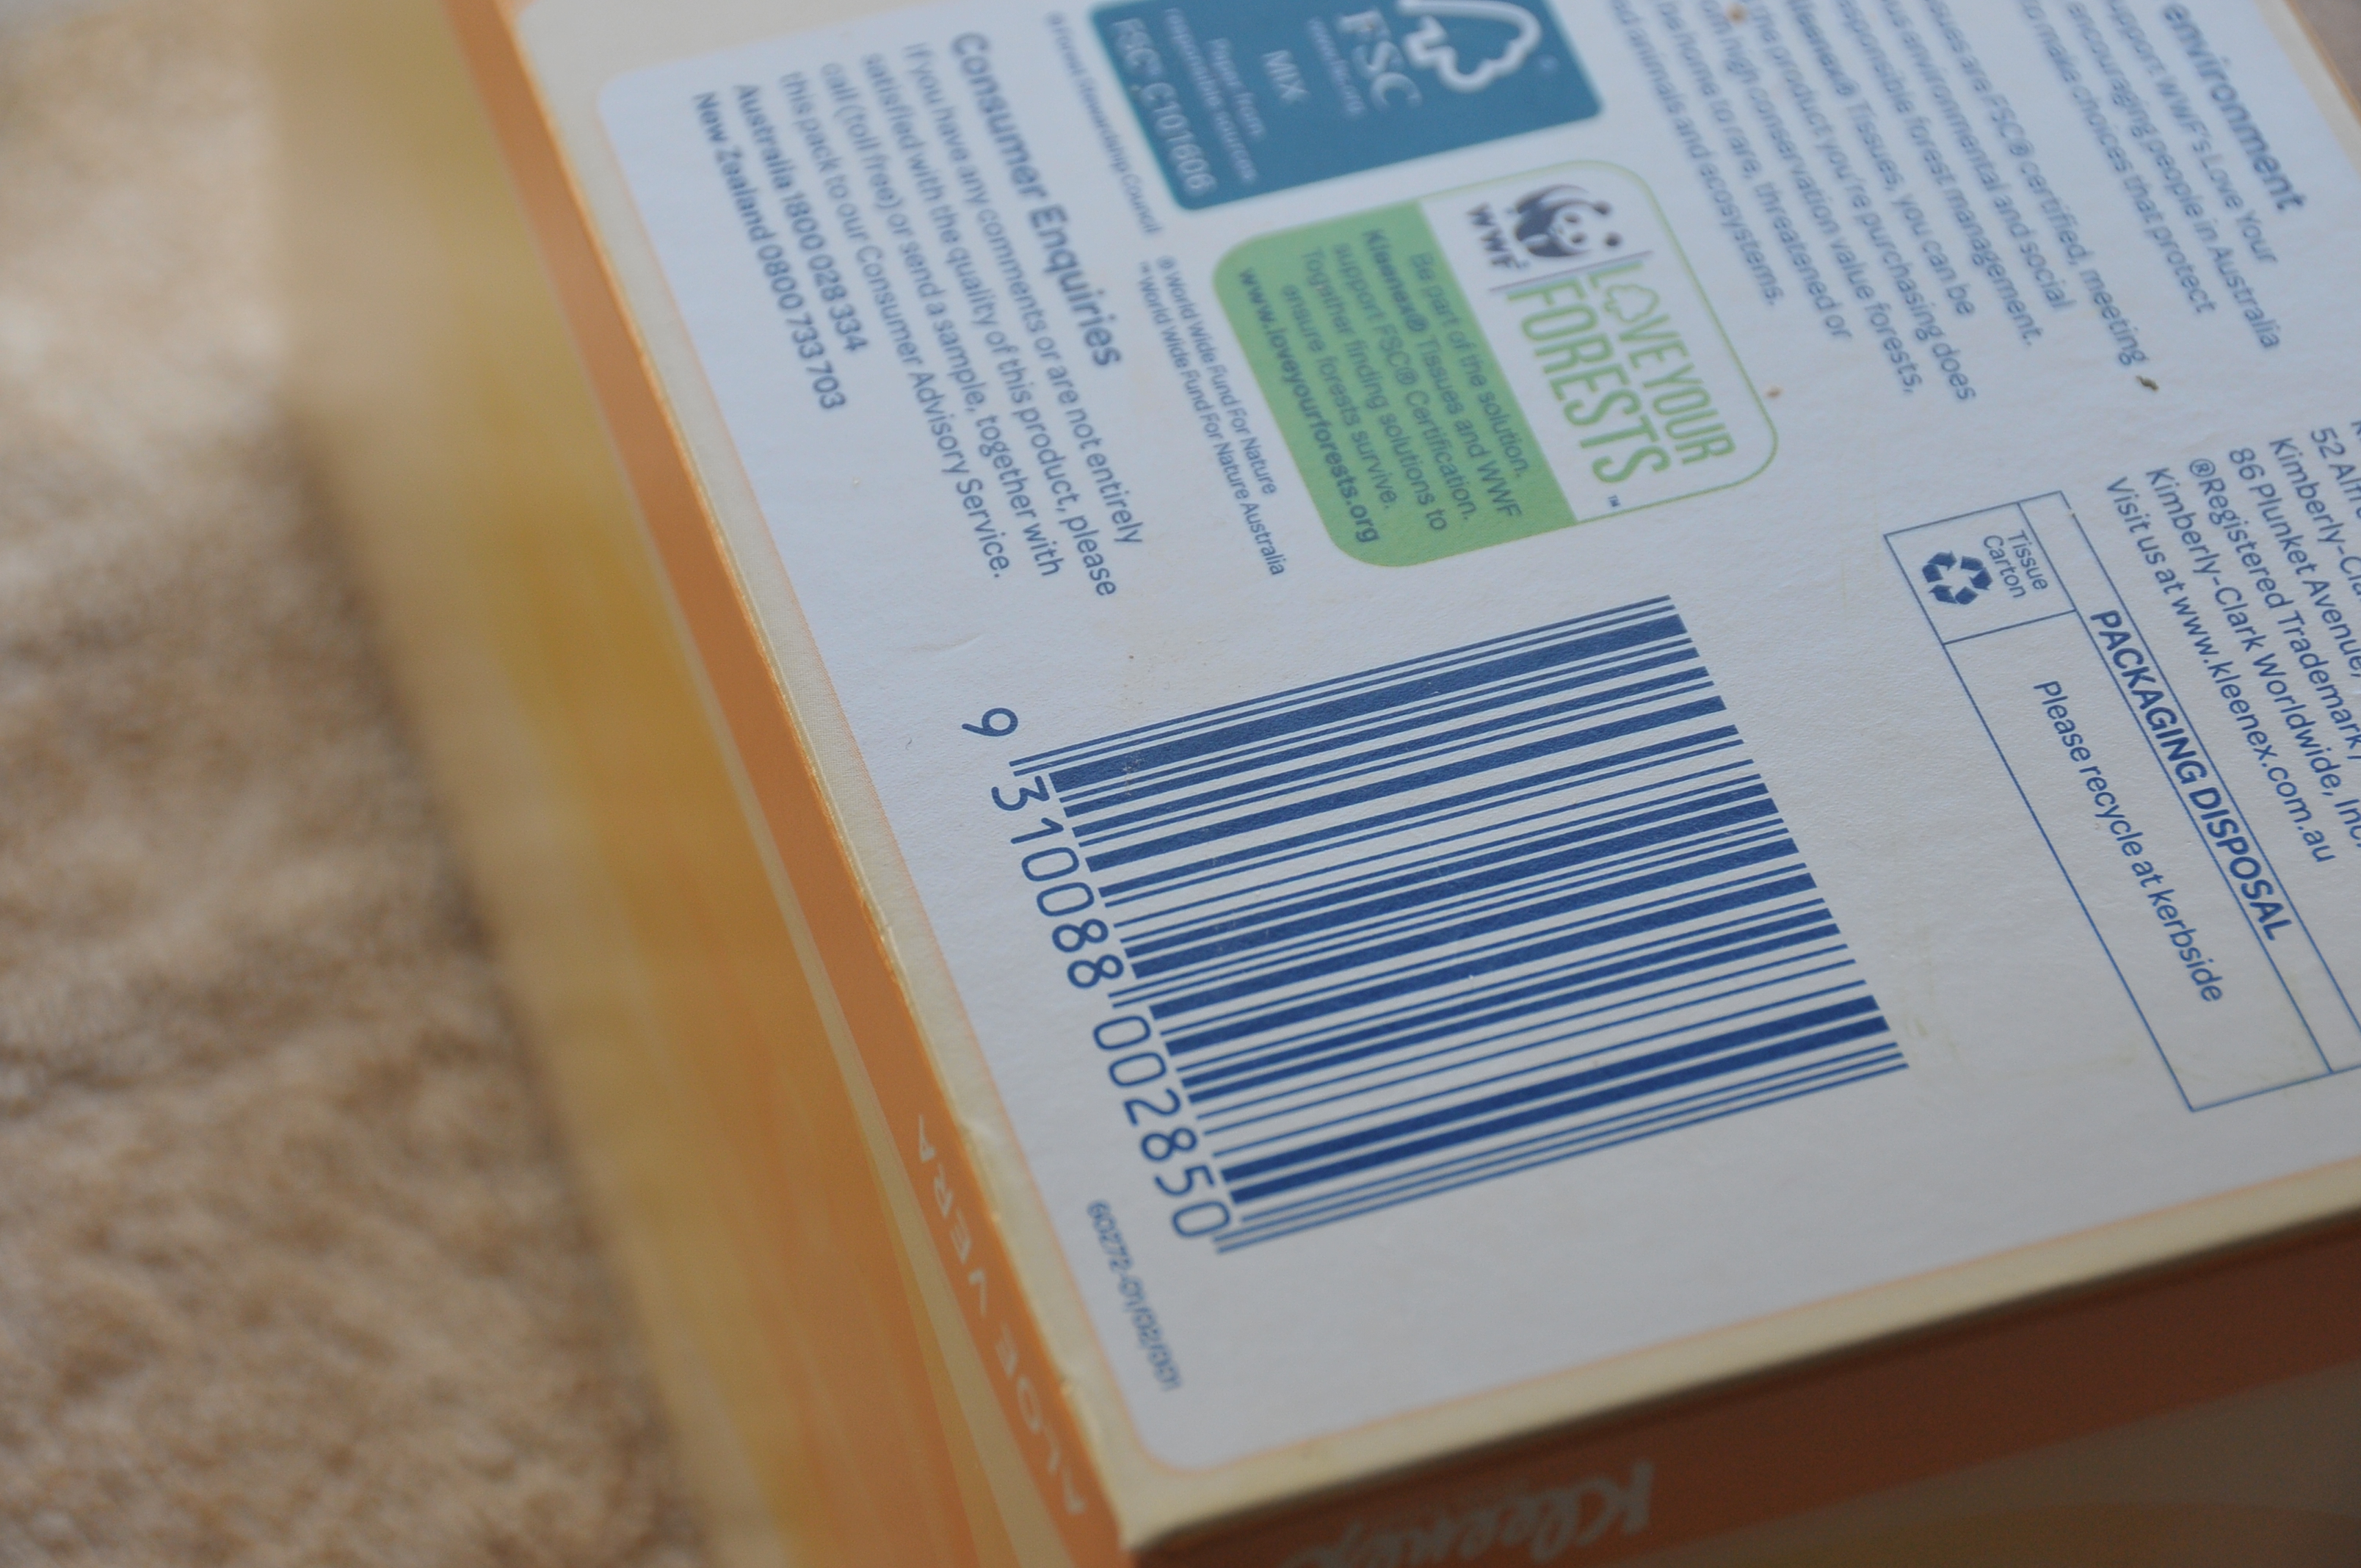 environment
support WWF's Love Your
encouraging people in Australia
to make choices that protect
issues are FSC® certified, meeting
us environmental and social
responsible forest management.
Kleenex® Tissues, you can be
the product you're purchasing does
high conservation value forests,
be home to rare, threatened or
animals and ecosystems.
FSC
www.fsc.org
MIX
Paper from
responsible sources
FSC® C101606
® Forest Stewardship Council
WWF
LOVE YOUR
FORESTS™
Be part of the solution.
Kleenex® Tissues and WWF
support FSC® Certification.
Together finding solutions to
ensure forests survive.
www.loveyourforests.org
® World Wide Fund For Nature
™ World Wide Fund For Nature Australia
Consumer Enquiries
If you have any comments or are not entirely
satisfied with the quality of this product, please
call (toll free) or send a sample, together with
this pack to our Consumer Advisory Service.
Australia 1800 028 334
New Zealand 0800 733 703
52
Kimberly-
86 Plunket Avenue,
®Registered Trademark
Kimberly-Clark Worldwide, Inc.
Visit us at www.kleenex.com.au
PACKAGING DISPOSAL
Tissue
Carton
Please recycle at kerbside
9 310088 002850
ALOE VERA
Kleenex